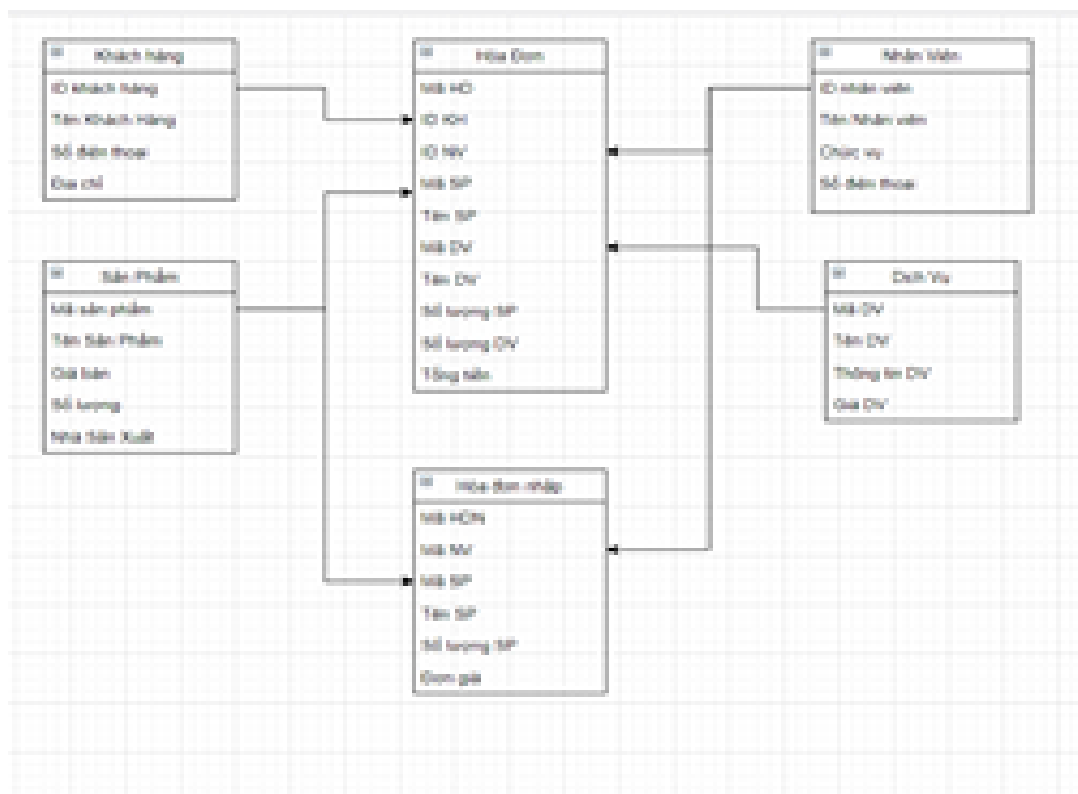 Khách hàng
ID khách hàng
Tên Khách Hàng
Số điện thoại
Địa chỉ
Hóa Đơn
Mã HD
ID KH
ID NV
Mã SP
Tên SP
Mã DV
Tên DV
Số lượng SP
Số lượng DV
Tổng tiền
Nhân Viên
ID nhân viên
Tên Nhân viên
Chức vụ
Số điện thoại
Sản Phẩm
Mã sản phẩm
Tên Sản Phẩm
Giá bán
Số lượng
Nhà Sản Xuất
Dịch Vụ
Mã DV
Tên DV
Thông tin DV
Giá DV
Hóa đơn nhập
Mã HDN
Mã NV
Mã SP
Tên SP
Số lượng SP
Đơn giá